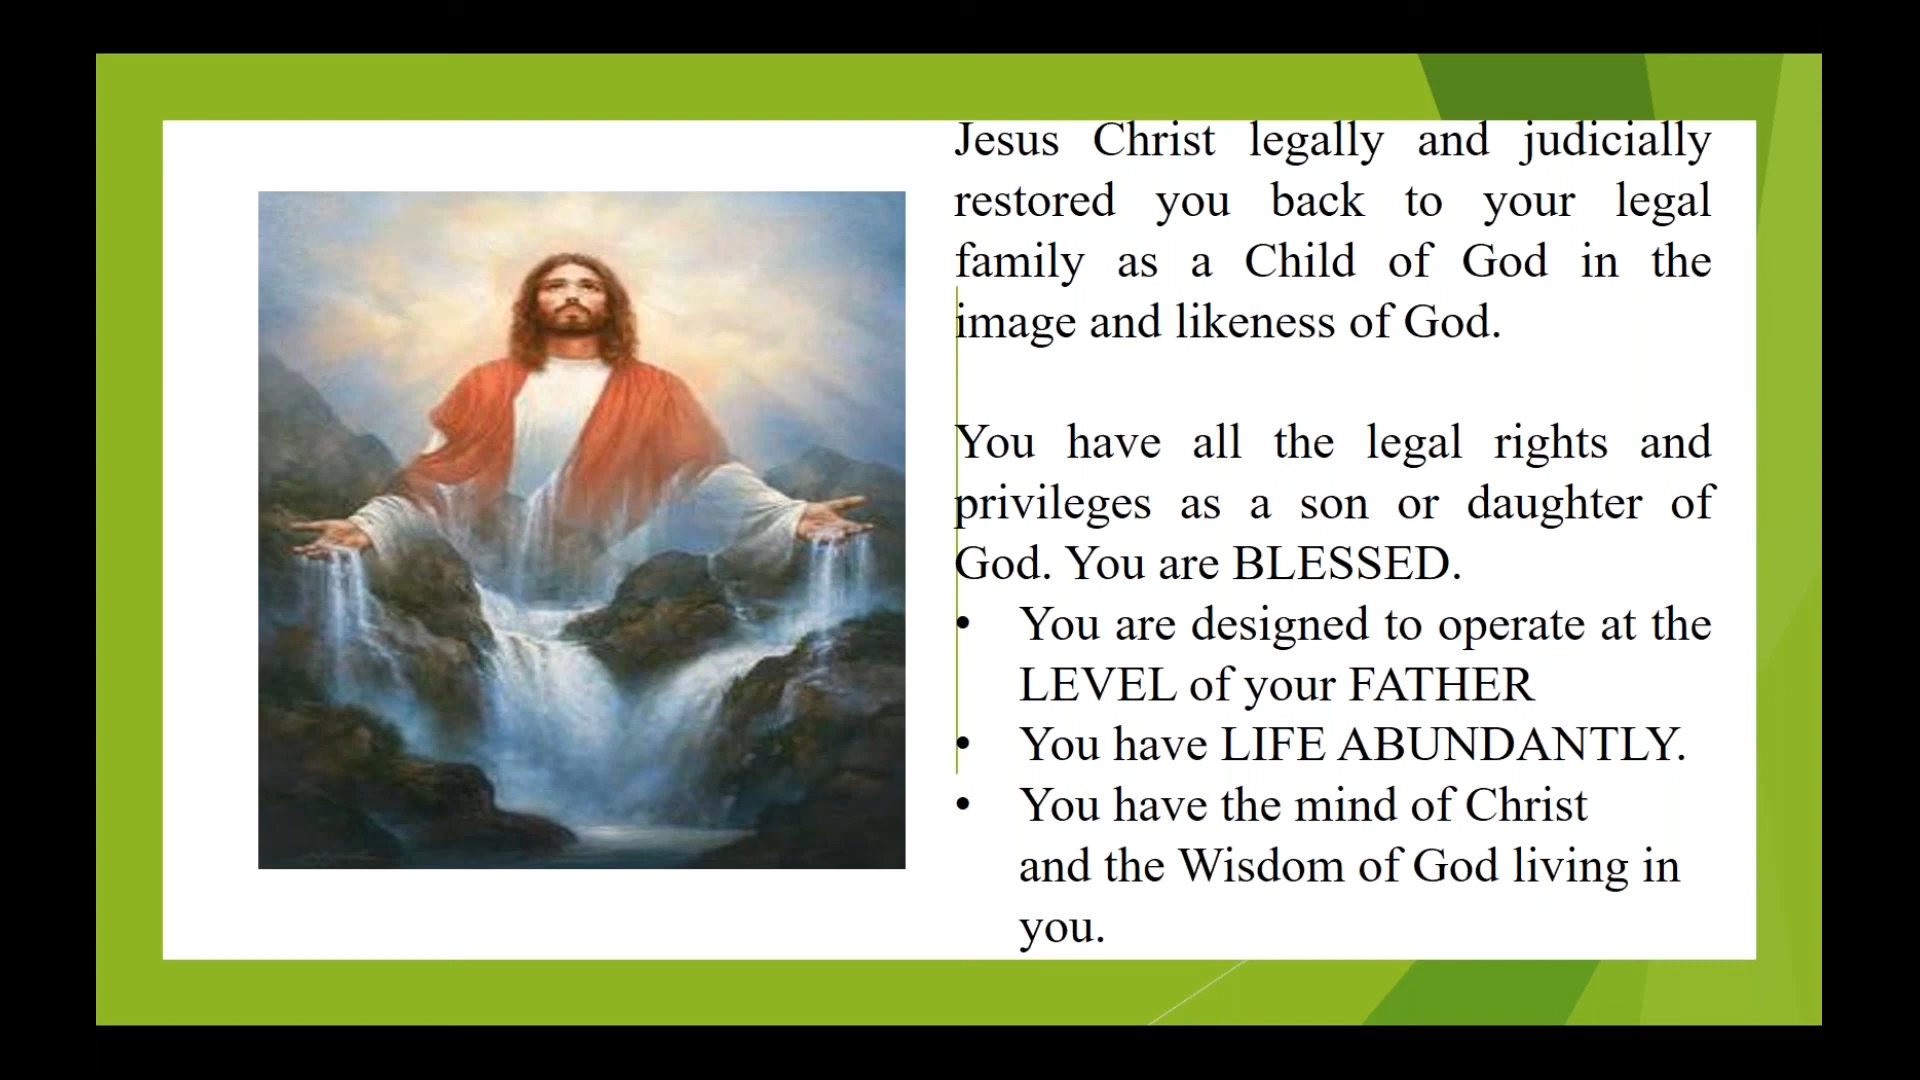 Jesus Christ legally and judicially
restored you back to your legal
family as a Child of God in the
image and likeness of God.
You have all the legal rights and
privileges as a son or daughter of
God. You are BLESSED.
• You are designed to operate at the
LEVEL of your FATHER
• You have LIFE ABUNDANTLY.
• You have the mind of Christ
and the Wisdom of God living in
you.